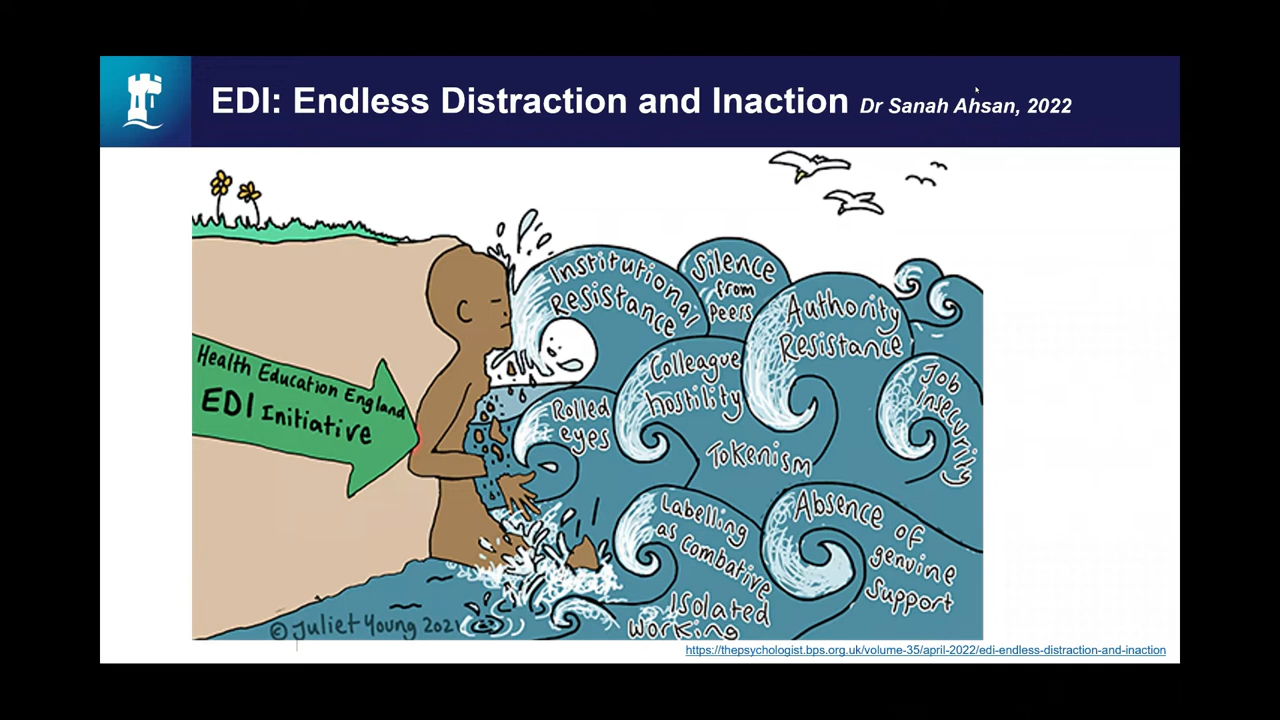 EDI: Endless Distraction and Inaction Dr Sanah Ahsan, 2022
Health Education England
EDI Initiative
Institutional
Resistance
Silence
from
Peers
Authority
Resistance
Colleague
hostility
Job
insecurity
Rolled
eyes
Tokenism
Labelling
as combative
Absence of
genuine
support
Isolated
working
© Juliet Young 2021
https://thepsychologist.bps.org.uk/volume-35/april-2022/edi-endless-distraction-and-inaction